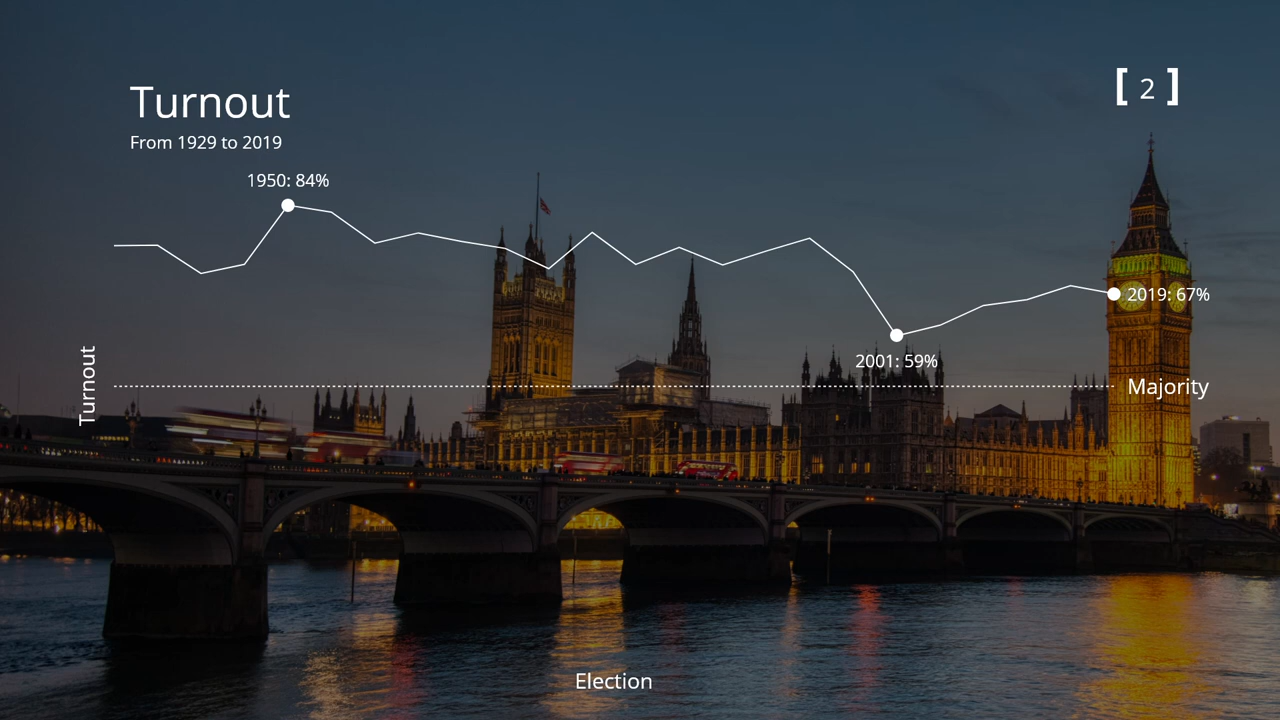 Turnout
From 1929 to 2019
[ 2 ]
1950: 84%
2019: 67%
2001: 59%
Turnout
Majority
Election